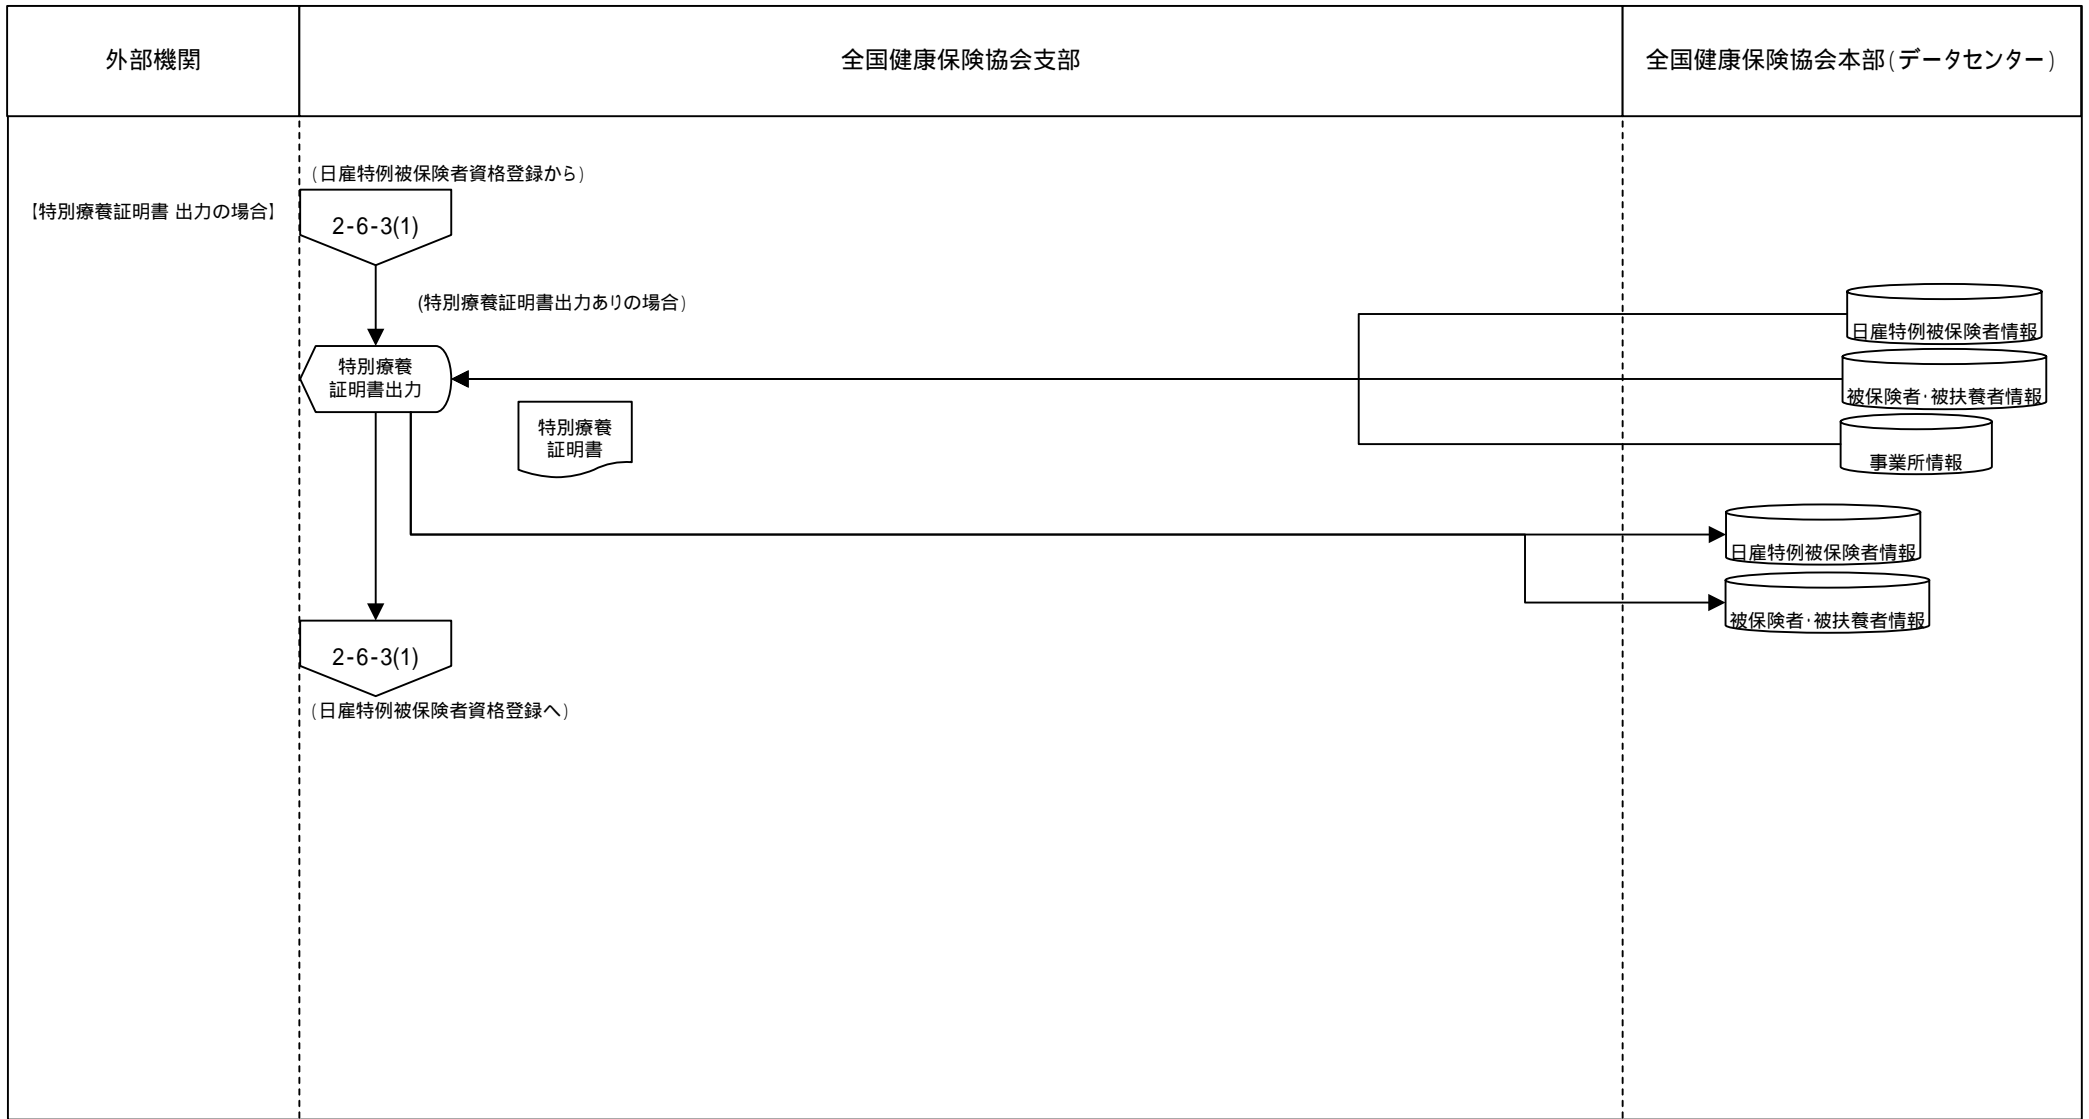 外部機関
全国健康保険協会支部
全国健康保険協会本部(データセンター)
(日雇特例被保険者資格登録から)
【特別療養証明書 出力の場合】
2-6-3(1)
(特別療養証明書出力ありの場合)
日雇特例被保険者情報
特別療養
証明書出力
被保険者・被扶養者情報
特別療養
証明書
事業所情報
日雇特例被保険者情報
被保険者・被扶養者情報
2-6-3(1)
(日雇特例被保険者資格登録へ)